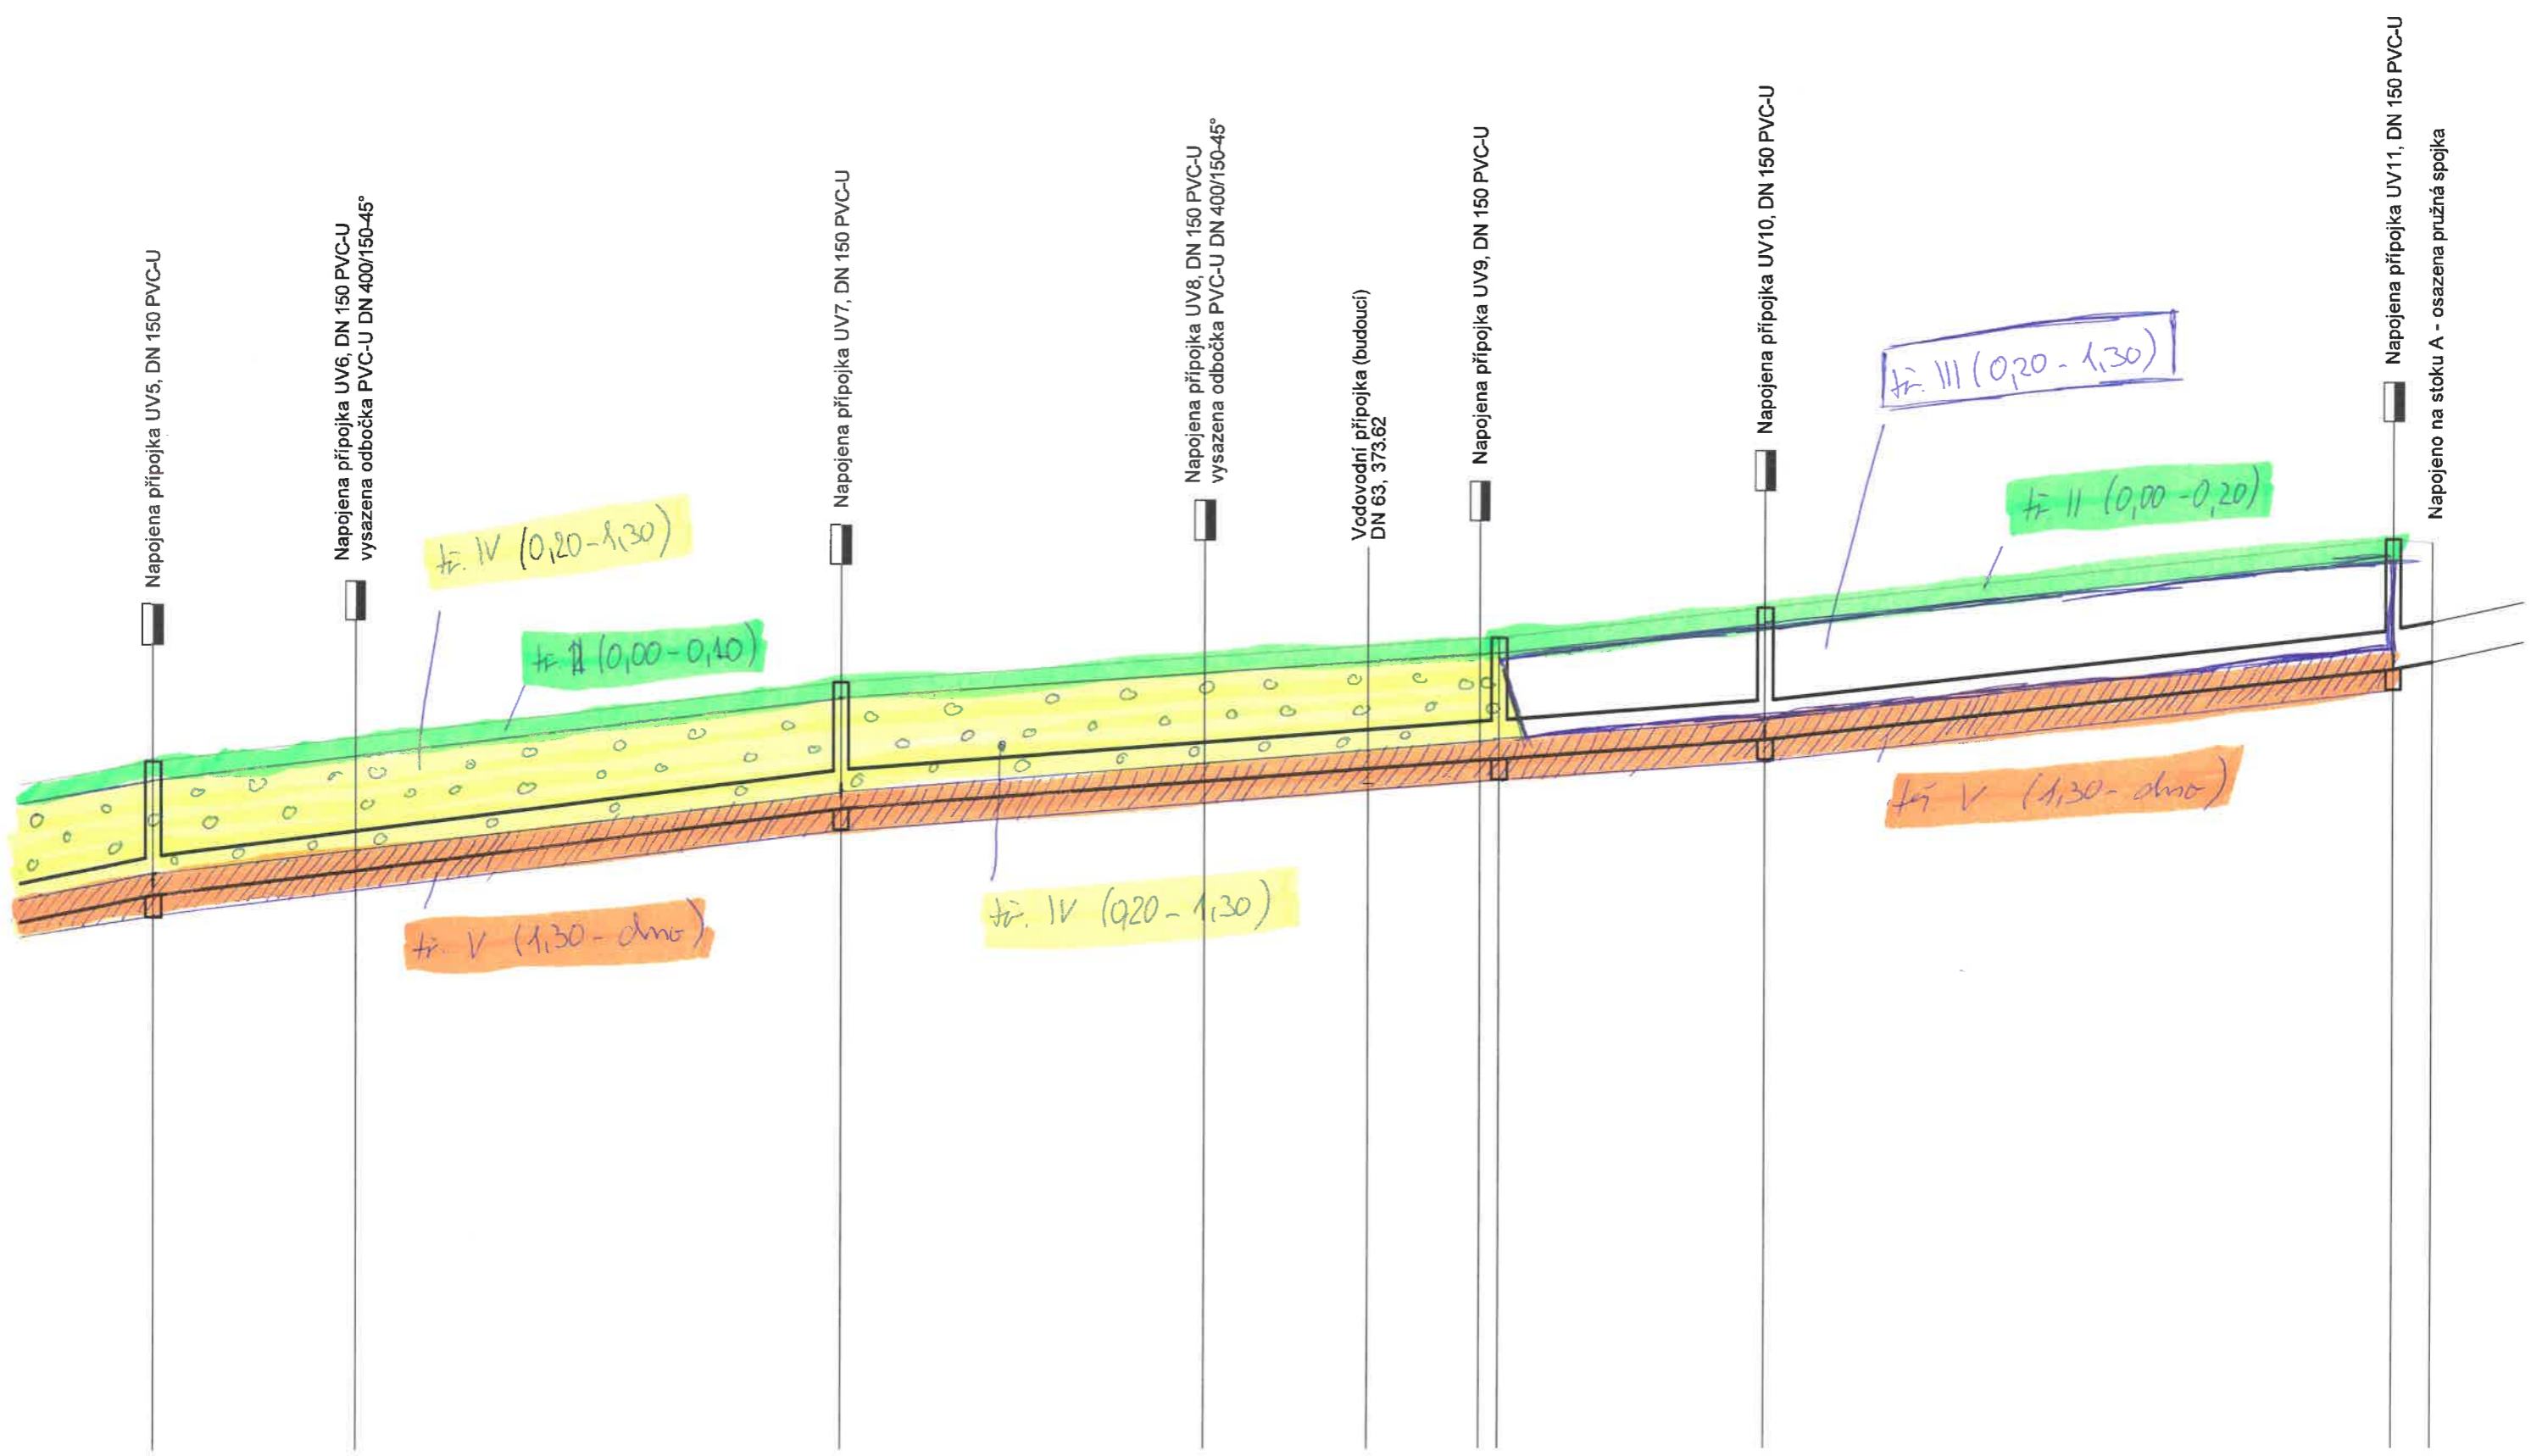 Napojena přípojka UV5, DN 150 PVC-U
Napojena přípojka UV6, DN 150 PVC-U
vysazena odbočka PVC-U DN 400/150-45°
Napojena přípojka UV7, DN 150 PVC-U
Napojena přípojka UV8, DN 150 PVC-U
vysazena odbočka PVC-U DN 400/150-45°
Vodovodní přípojka (budoucí)
DN 63, 373.62
Napojena přípojka UV9, DN 150 PVC-U
Napojena přípojka UV10, DN 150 PVC-U
Napojena přípojka UV11, DN 150 PVC-U
Napojeno na stoku A - osazena pružná spojka
tř. IV (0,20-1,30)
tř. II (0,00-0,10)
tř. V (1,30-dno)
tř. IV (0,20-1,30)
tř. III (0,20-1,30)
tř. II (0,00-0,20)
tř. V (1,30-dno)